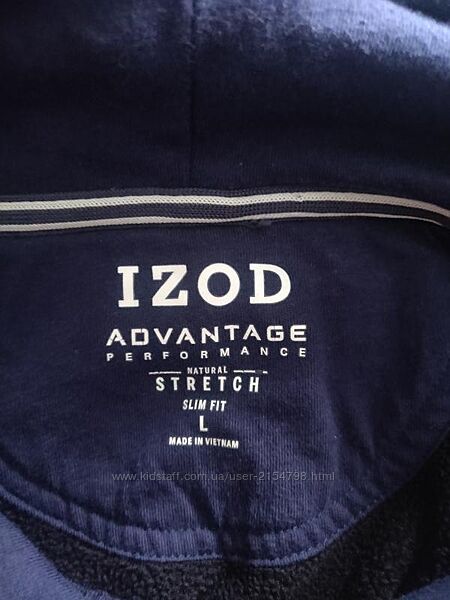 IZOD
ADVANTAGE
PERFORMANCE
NATURAL
STRETCH
SLIM FIT
L
MADE IN VIETNAM
www.kidstaff.com.ua/user-2154798.html